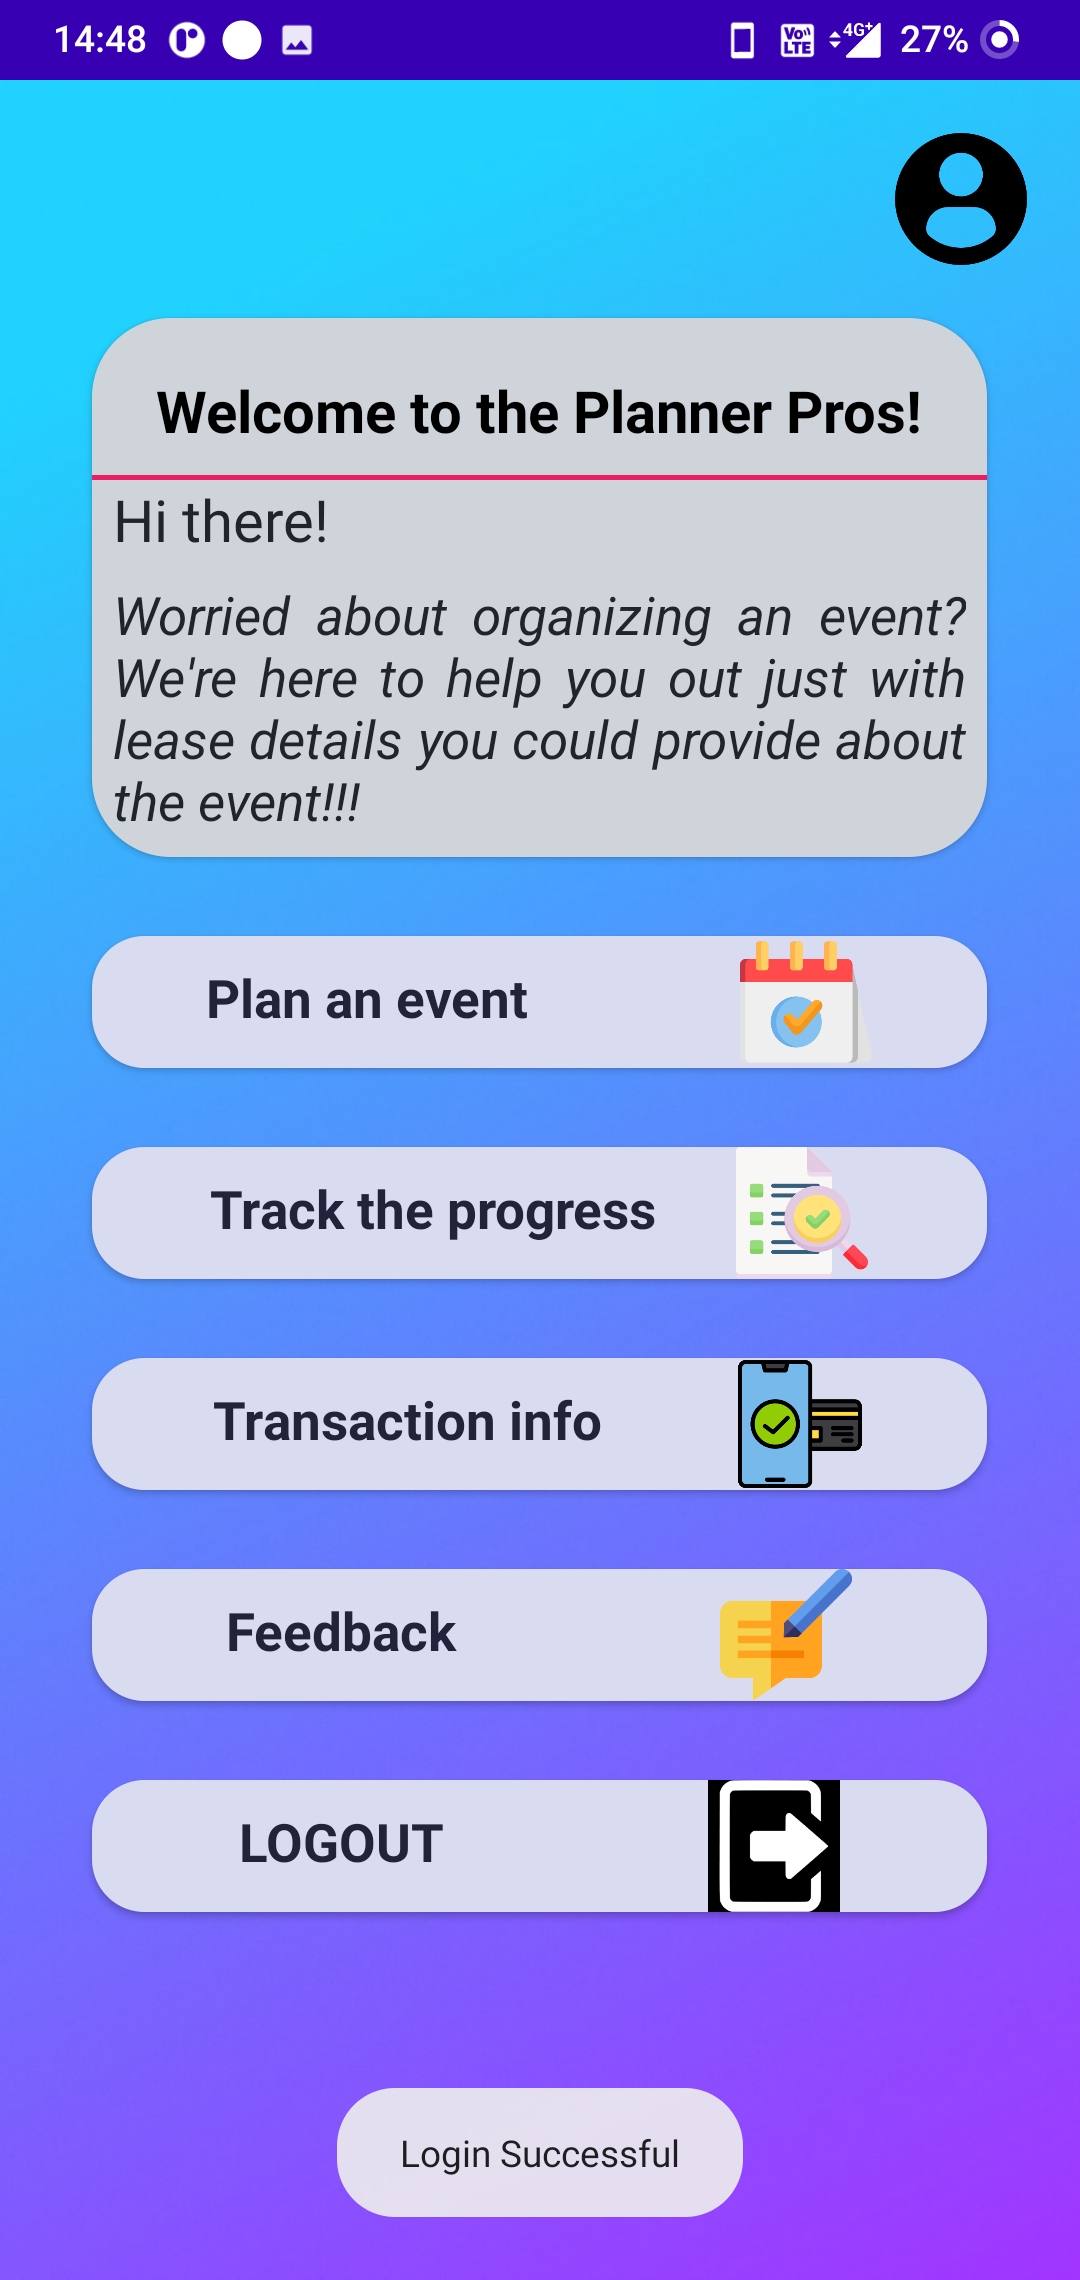 14:48
Vo LTE 4G+ 27%
Welcome to the Planner Pros!
Hi there!
Worried about organizing an event?
We're here to help you out just with
lease details you could provide about
the event!!!
Plan an event
Track the progress
Transaction info
Feedback
LOGOUT
Login Successful